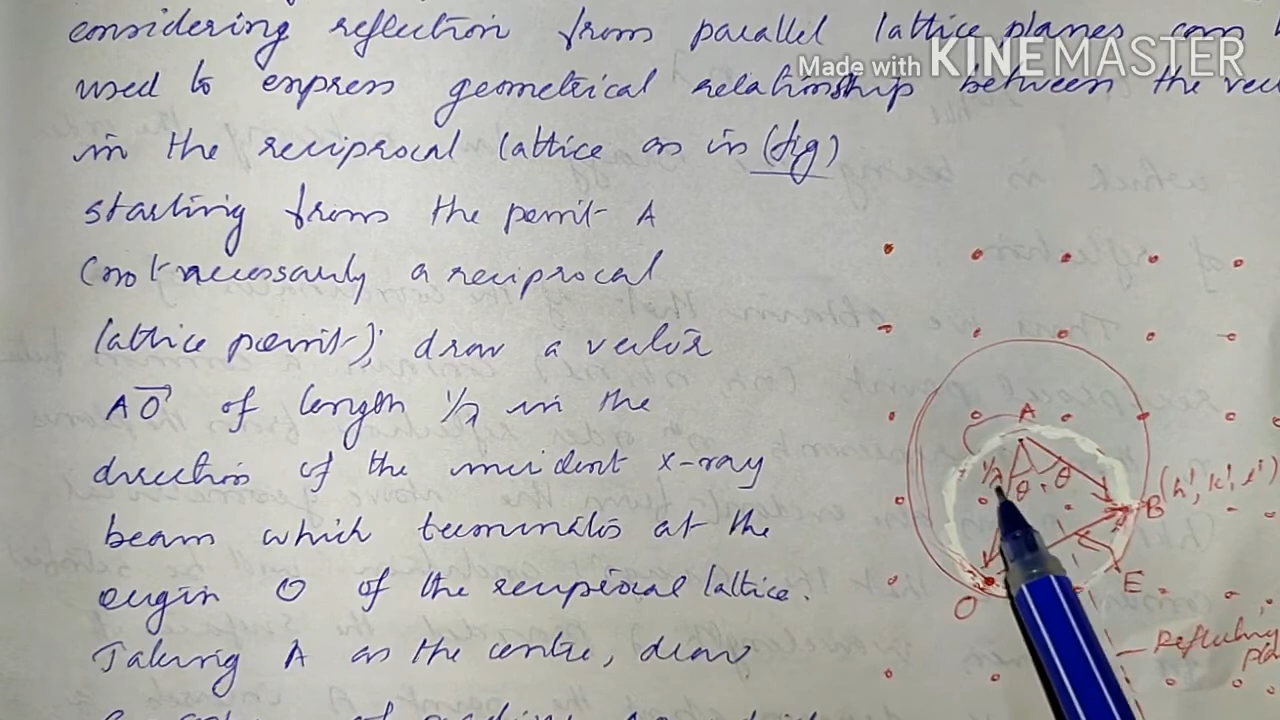 considering reflection from parallel lattice planes can
Made with KINEMASTER
used to express geometrical relationship between the vec
in the reciprocal lattice as in (fig)
starting from the point A
(not necessarily a reciprocal
lattice point); draw a vector
AO of length 1/λ in the
direction of the incident x-ray
beam which terminates at the
origin O of the reciprocal lattice.
Taking A as the centre, draw
A
1/λ
θ θ
B (h', k', l')
E
O
Reflecting